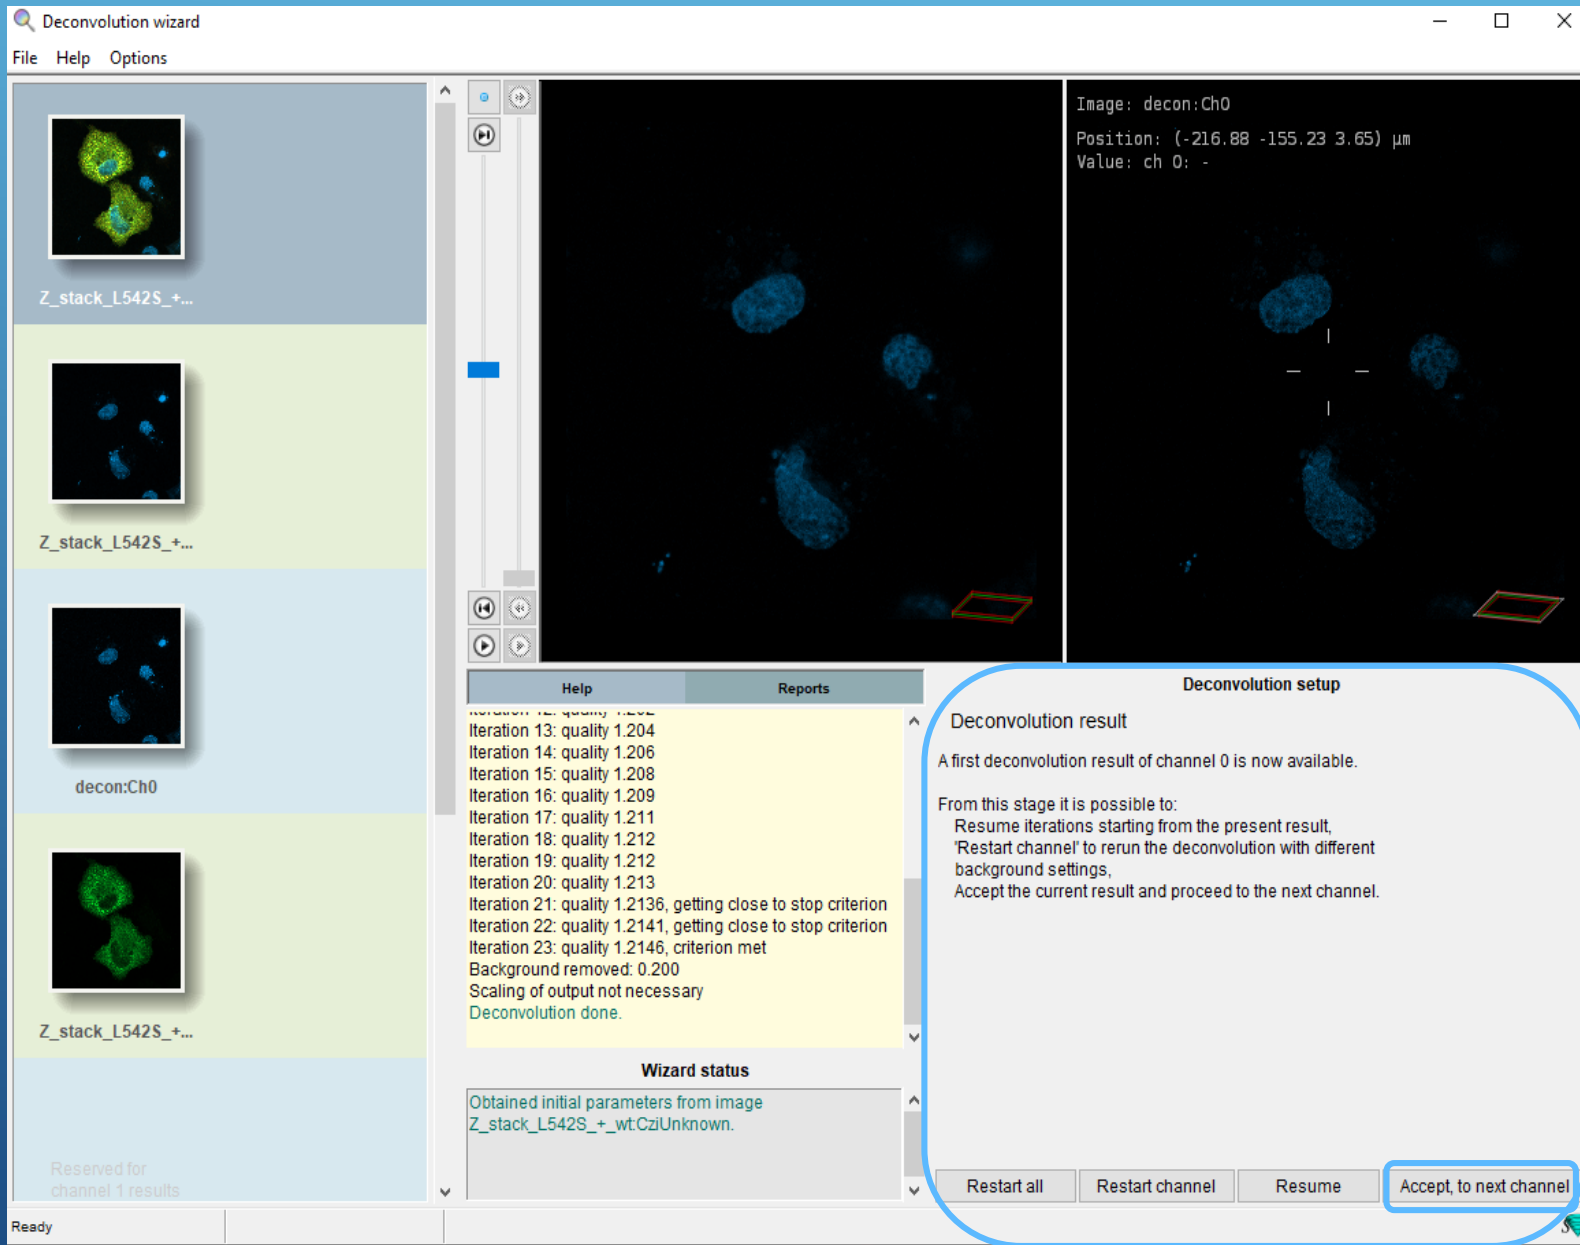 Deconvolution wizard
File Help Options
Z_stack_L542S_+...
Z_stack_L542S_+...
decon:Ch0
Z_stack_L542S_+...
Reserved for
channel 1 results
Image: decon:Ch0
Position: (-216.88 -155.23 3.65) µm
Value: ch 0: -
Help Reports
Iteration 13: quality 1.204
Iteration 14: quality 1.206
Iteration 15: quality 1.208
Iteration 16: quality 1.209
Iteration 17: quality 1.211
Iteration 18: quality 1.212
Iteration 19: quality 1.212
Iteration 20: quality 1.213
Iteration 21: quality 1.2136, getting close to stop criterion
Iteration 22: quality 1.2141, getting close to stop criterion
Iteration 23: quality 1.2146, criterion met
Background removed: 0.200
Scaling of output not necessary
Deconvolution done.
Wizard status
Obtained initial parameters from image
Z_stack_L542S_+_wt:CziUnknown.
Deconvolution setup
Deconvolution result
A first deconvolution result of channel 0 is now available.
From this stage it is possible to:
Resume iterations starting from the present result,
'Restart channel' to rerun the deconvolution with different
background settings,
Accept the current result and proceed to the next channel.
Restart all Restart channel Resume Accept, to next channel
Ready